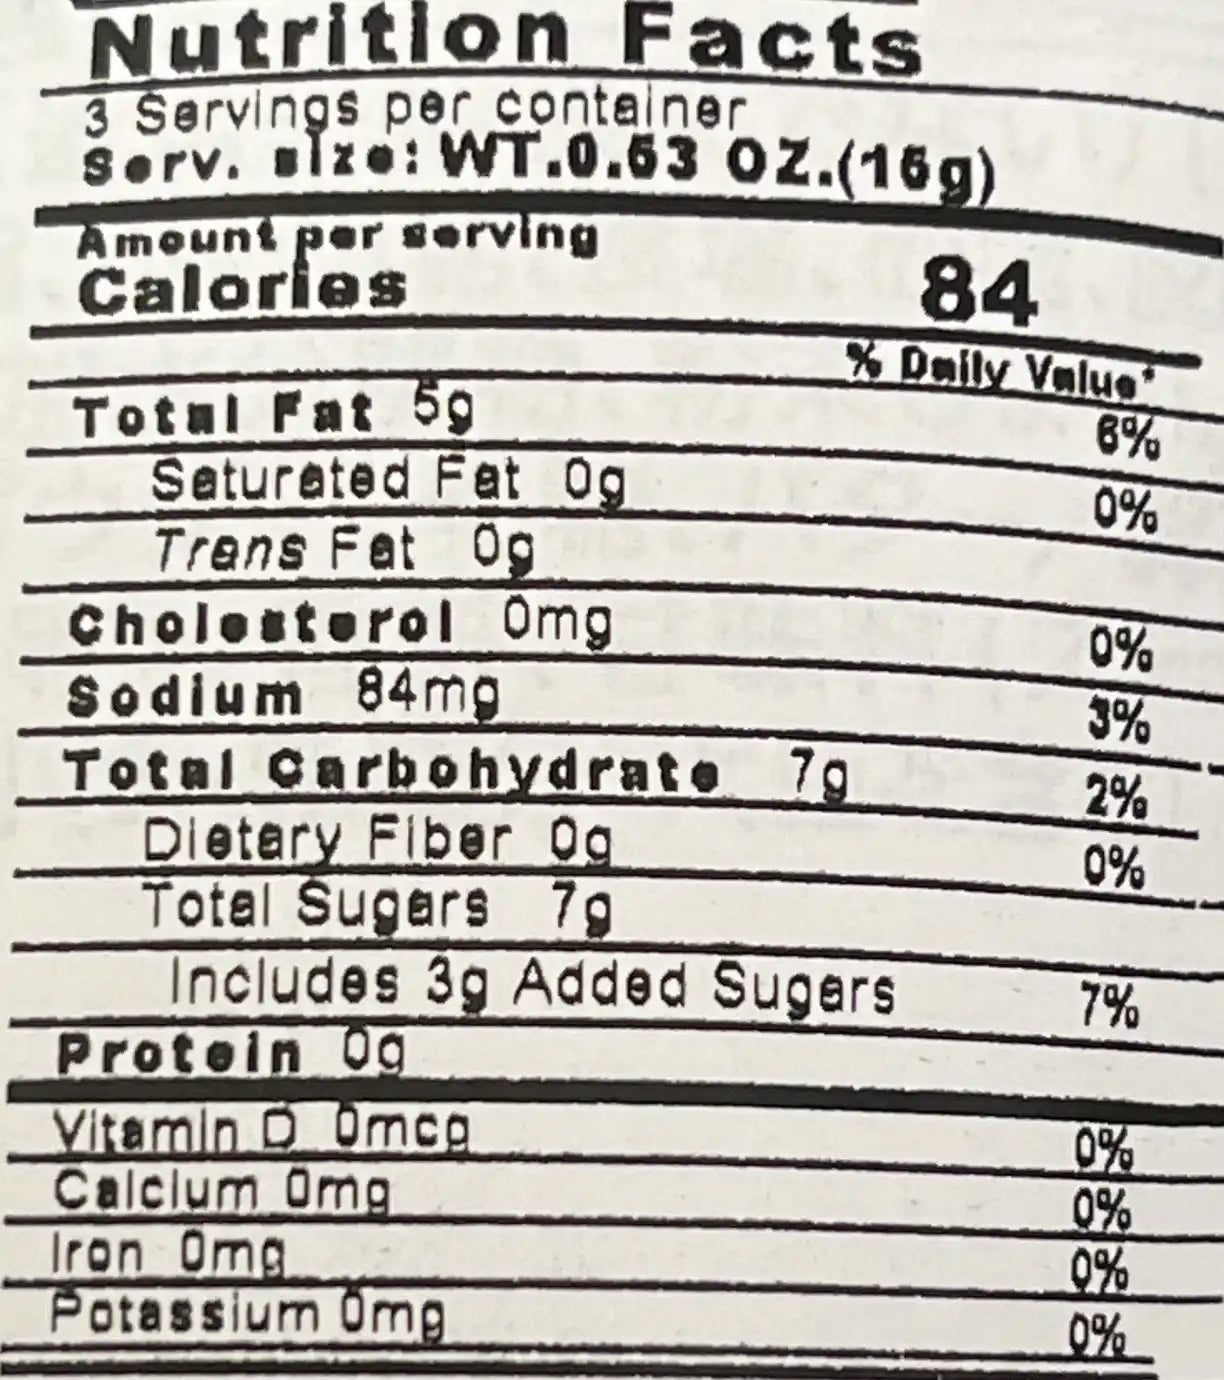 Nutrition Facts
3 Servings per container
Serv. size: WT.0.53 OZ.(15g)
Amount per serving
Calories 84
% Daily Value*
Total Fat 5g 6%
Saturated Fat 0g 0%
Trans Fat 0g
Cholesterol 0mg 0%
Sodium 84mg 3%
Total Carbohydrate 7g 2%
Dietary Fiber 0g 0%
Total Sugars 7g
Includes 3g Added Sugars 7%
Protein 0g
Vitamin D 0mcg 0%
Calcium 0mg 0%
Iron 0mg 0%
Potassium 0mg 0%